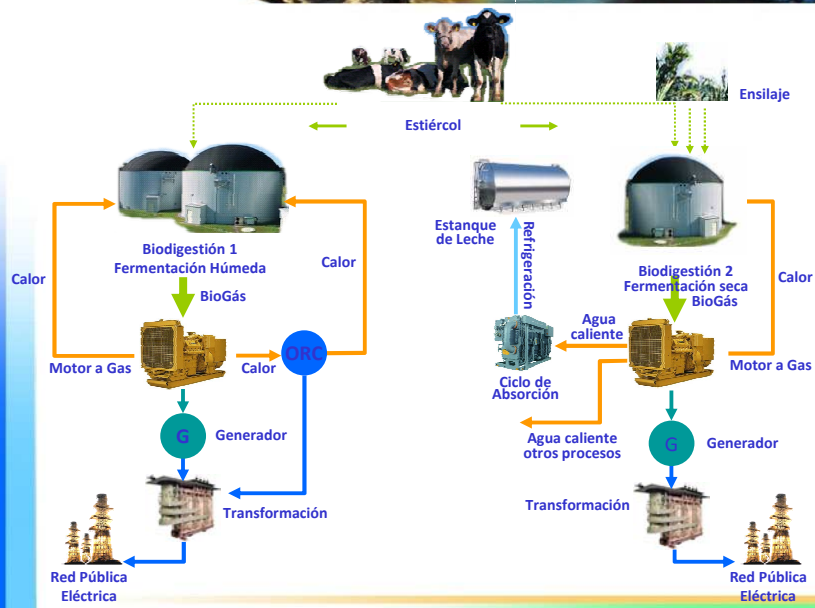 Ensilaje
Estiércol
Estanque
de Leche
Refrigeración
Biodigestión 1
Fermentación Húmeda
Biodigestión 2
Fermentación seca
BioGás
Calor
Calor
BioGás
Calor
Agua
caliente
ORC
Motor a Gas
Calor
Ciclo de
Absorción
Motor a Gas
G
Generador
Agua caliente
otros procesos
G
Generador
Transformación
Transformación
Red Pública
Eléctrica
Red Pública
Eléctrica